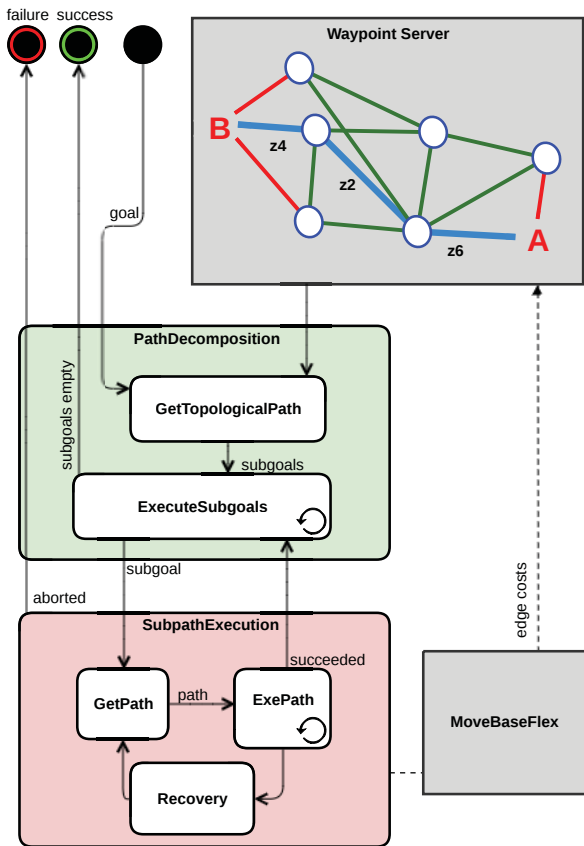 failure success
Waypoint Server
B
z4
z2
A
z6
goal
PathDecomposition
GetTopologicalPath
subgoals empty
subgoals
ExecuteSubgoals
subgoal
edge costs
aborted
SubpathExecution
succeeded
GetPath
path
ExePath
MoveBaseFlex
Recovery